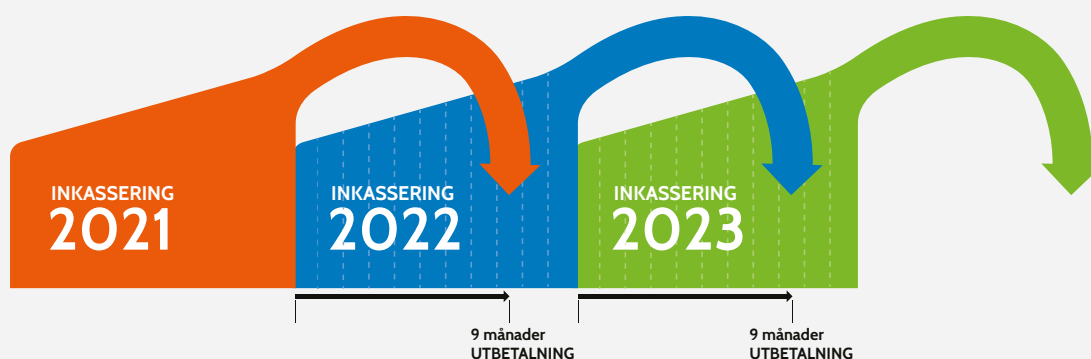 INKASSERING
2021
INKASSERING
2022
INKASSERING
2023
9 månader
UTBETALNING
9 månader
UTBETALNING